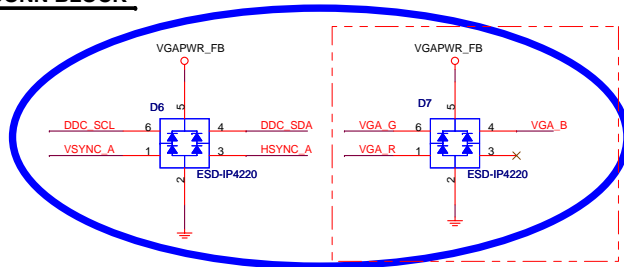 CONN BLOCK
VGAPWR_FB
VGAPWR_FB
D6
D7
5
5
DDC_SCL 6 4 DDC_SDA
VGA_G 6 4 VGA_B
VSYNC_A 1 3 HSYNC_A
VGA_R 1 3
ESD-IP4220
ESD-IP4220
2
2